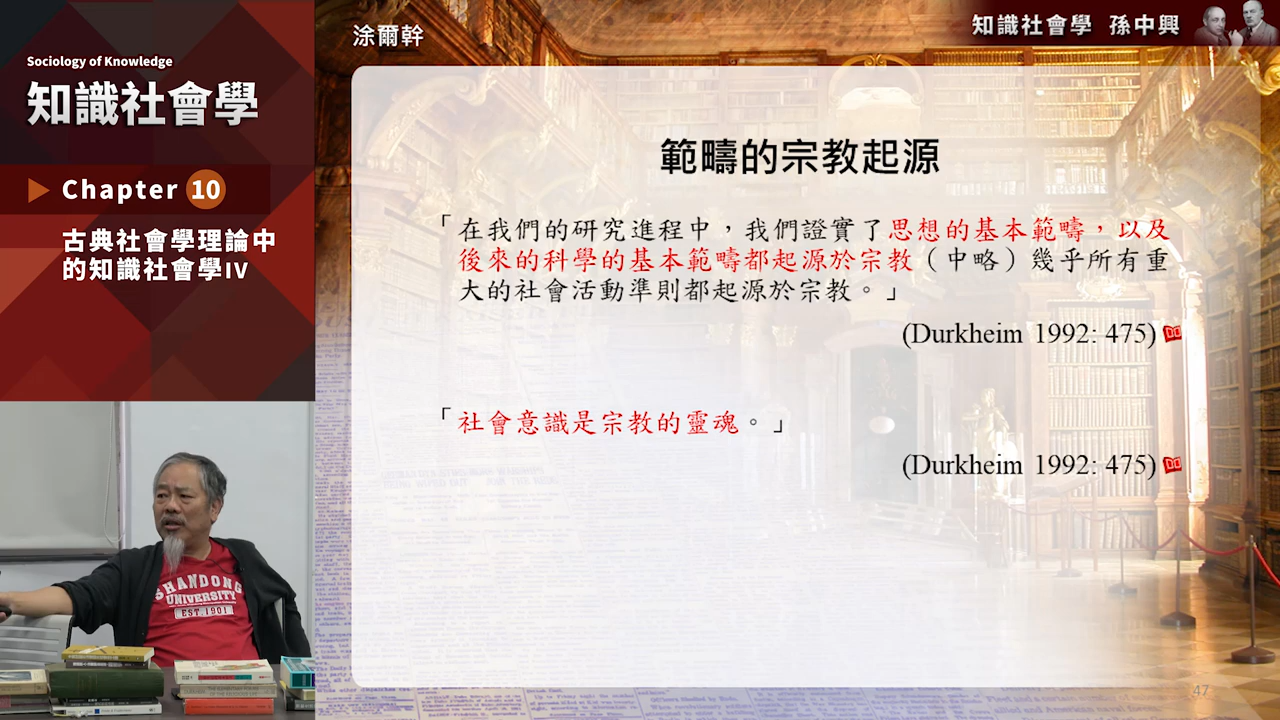 Sociology of Knowledge
知識社會學
Chapter 10
古典社會學理論中
的知識社會學IV
涂爾幹
知識社會學 孫中興
範疇的宗教起源
「在我們的研究進程中，我們證實了思想的基本範疇，以及
後來的科學的基本範疇都起源於宗教（中略）幾乎所有重
大的社會活動準則都起源於宗教。」
(Durkheim 1992: 475)
「社會意識是宗教的靈魂。」
(Durkheim 1992: 475)
47
SHANDONG
UNIVERSITY
EST.1901